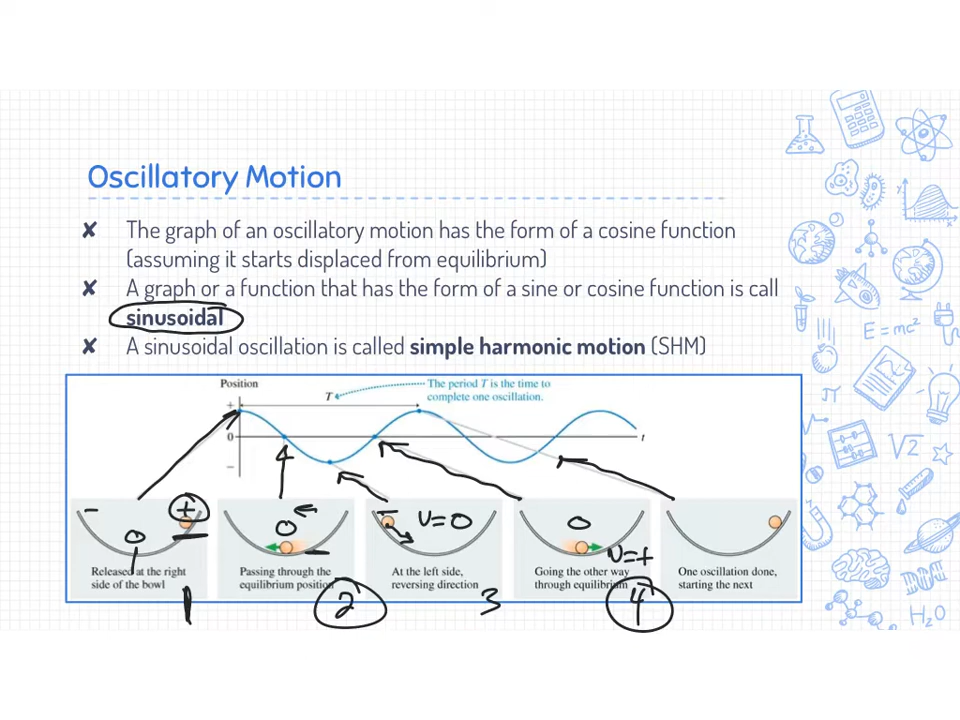 Oscillatory Motion
✘ The graph of an oscillatory motion has the form of a cosine function
(assuming it starts displaced from equilibrium)
✘ A graph or a function that has the form of a sine or cosine function is call
sinusoidal
✘ A sinusoidal oscillation is called simple harmonic motion (SHM)
Position
T
The period T is the time to
complete one oscillation.
+
0
−
t
− 0 +
Released at the right
side of the bowl
0
−
Passing through the
equilibrium position
− v=0
At the left side,
reversing direction
0
v=+
Going the other way
through equilibrium
One oscillation done,
starting the next
1 2 3 4
E=mc²
π
√2
H₂O
y
x